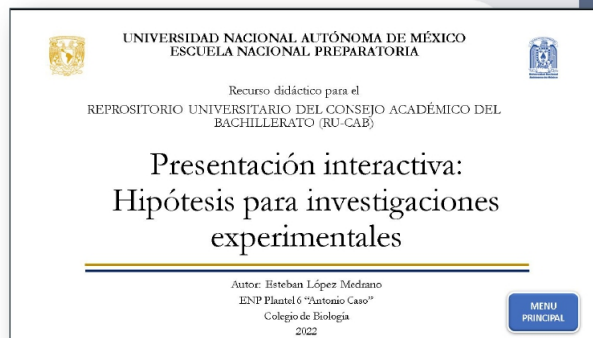 UNIVERSIDAD NACIONAL AUTÓNOMA DE MÉXICO
ESCUELA NACIONAL PREPARATORIA
Recurso didáctico para el
REPROSITORIO UNIVERSITARIO DEL CONSEJO ACADÉMICO DEL
BACHILLERATO (RU-CAB)
Presentación interactiva:
Hipótesis para investigaciones
experimentales
Autor: Esteban López Medrano
ENP Plantel 6 “Antonio Caso”
Colegio de Biología
2022
MENU
PRINCIPAL